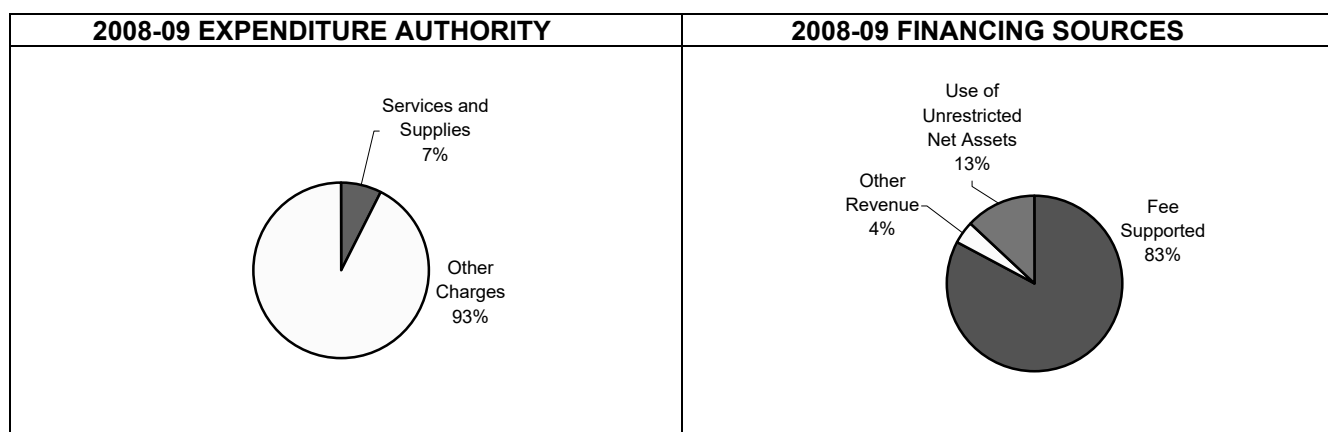 2008-09 EXPENDITURE AUTHORITY
Services and
Supplies
7%
Other
Charges
93%
2008-09 FINANCING SOURCES
Use of
Unrestricted
Net Assets
13%
Other
Revenue
4%
Fee
Supported
83%